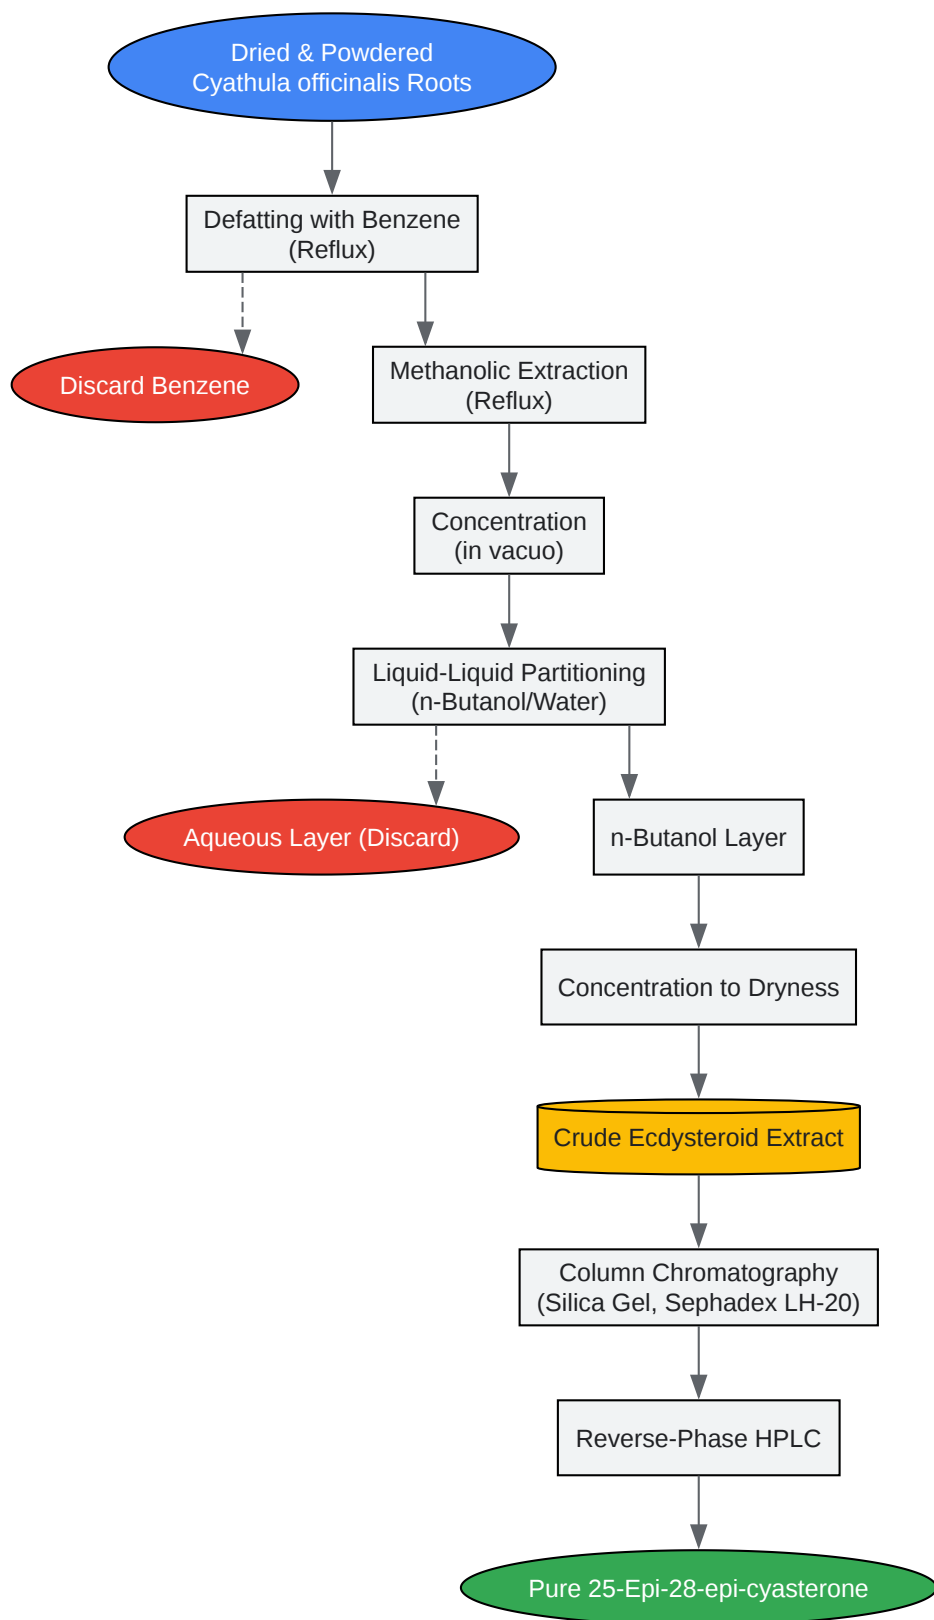 Dried & Powdered
Cyathula officinalis Roots
Defatting with Benzene
(Reflux)
Discard Benzene
Methanolic Extraction
(Reflux)
Concentration
(in vacuo)
Liquid-Liquid Partitioning
(n-Butanol/Water)
Aqueous Layer (Discard)
n-Butanol Layer
Concentration to Dryness
Crude Ecdysteroid Extract
Column Chromatography
(Silica Gel, Sephadex LH-20)
Reverse-Phase HPLC
Pure 25-Epi-28-epi-cyasterone